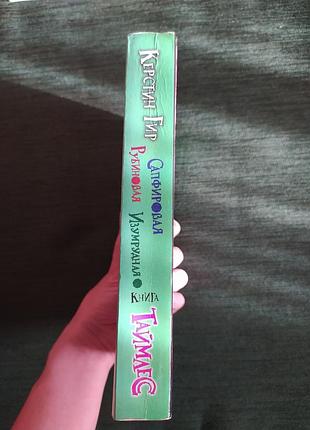 Керстин Гир
Сапфировая
Рубиновая Изумрудная
Книга
Таймлесс